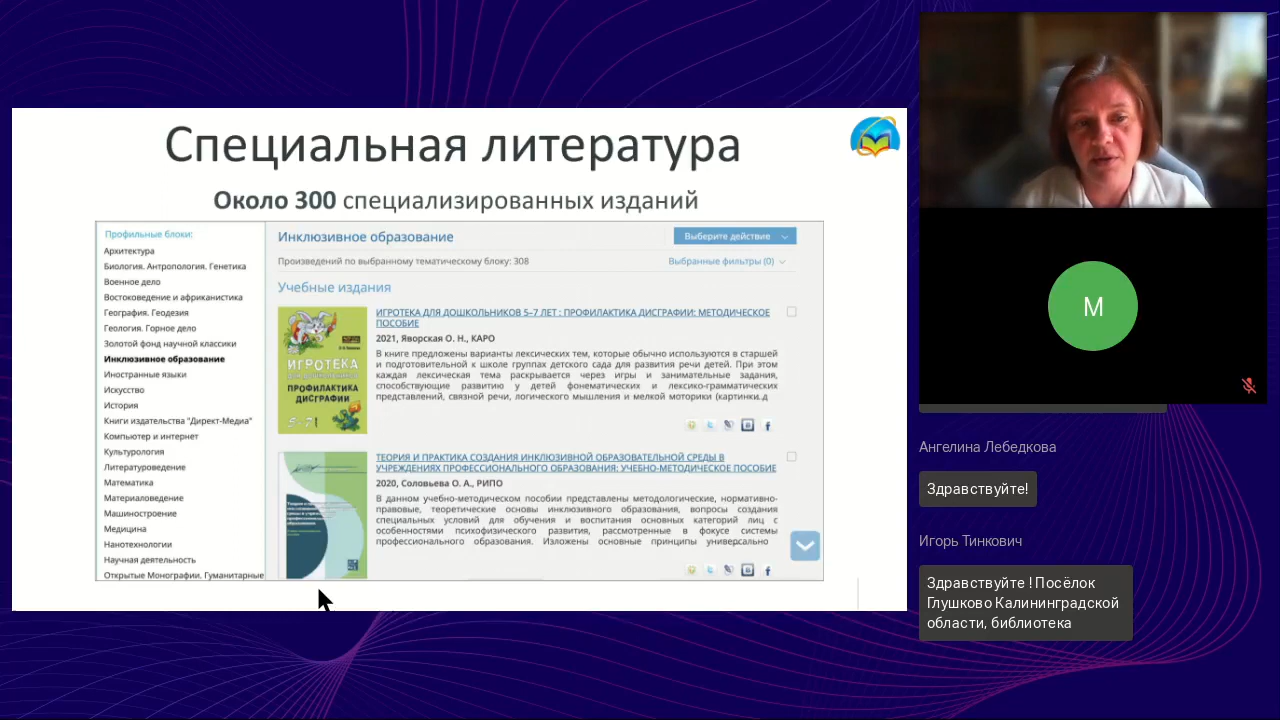 Специальная литература
Около 300 специализированных изданий
Профильные блоки:
Архитектура
Биология. Антропология. Генетика
Военное дело
Востоковедение и африканистика
География. Геодезия
Геология. Горное дело
Золотой фонд научной классики
Инклюзивное образование
Иностранные языки
Искусство
История
Книги издательства "Директ-Медиа"
Компьютер и интернет
Культурология
Литературоведение
Математика
Материаловедение
Машиностроение
Медицина
Нанотехнологии
Научная деятельность
Открытые Монографии. Гуманитарные
Инклюзивное образование
Выберите действие
Произведений по выбранному тематическому блоку: 308
Выбранные фильтры (0)
Учебные издания
ИГРОТЕКА
ПРОФИЛАКТИКА
ДИСГРАФИИ
5-7
ИГРОТЕКА ДЛЯ ДОШКОЛЬНИКОВ 5–7 ЛЕТ : ПРОФИЛАКТИКА ДИСГРАФИИ: МЕТОДИЧЕСКОЕ
ПОСОБИЕ
2021, Яворская О. Н., КАРО
В книге предложены варианты лексических тем, которые обычно используются в старшей
и подготовительной к школе группах детского сада для развития речи детей. При этом
каждая лексическая тема раскрывается через игры и занимательные задания,
способствующие развитию у детей фонематических и лексико-грамматических
представлений, связной речи, логического мышления и мелкой моторики (картинки,д
ТЕОРИЯ И ПРАКТИКА СОЗДАНИЯ ИНКЛЮЗИВНОЙ ОБРАЗОВАТЕЛЬНОЙ СРЕДЫ В
УЧРЕЖДЕНИЯХ ПРОФЕССИОНАЛЬНОГО ОБРАЗОВАНИЯ: УЧЕБНО-МЕТОДИЧЕСКОЕ ПОСОБИЕ
2020, Соловьева О. А., РИПО
В данном учебно-методическом пособии представлены методологические, нормативно-
правовые, теоретические основы инклюзивного образования, вопросы создания
специальных условий для обучения и воспитания основных категорий лиц с
особенностями психофизического развития, рассмотренные в фокусе системы
профессионального образования. Изложены основные принципы универсально
М
Ангелина Лебедкова
Здравствуйте!
Игорь Тинкович
Здравствуйте ! Посёлок
Глушково Калининградской
области, библиотека